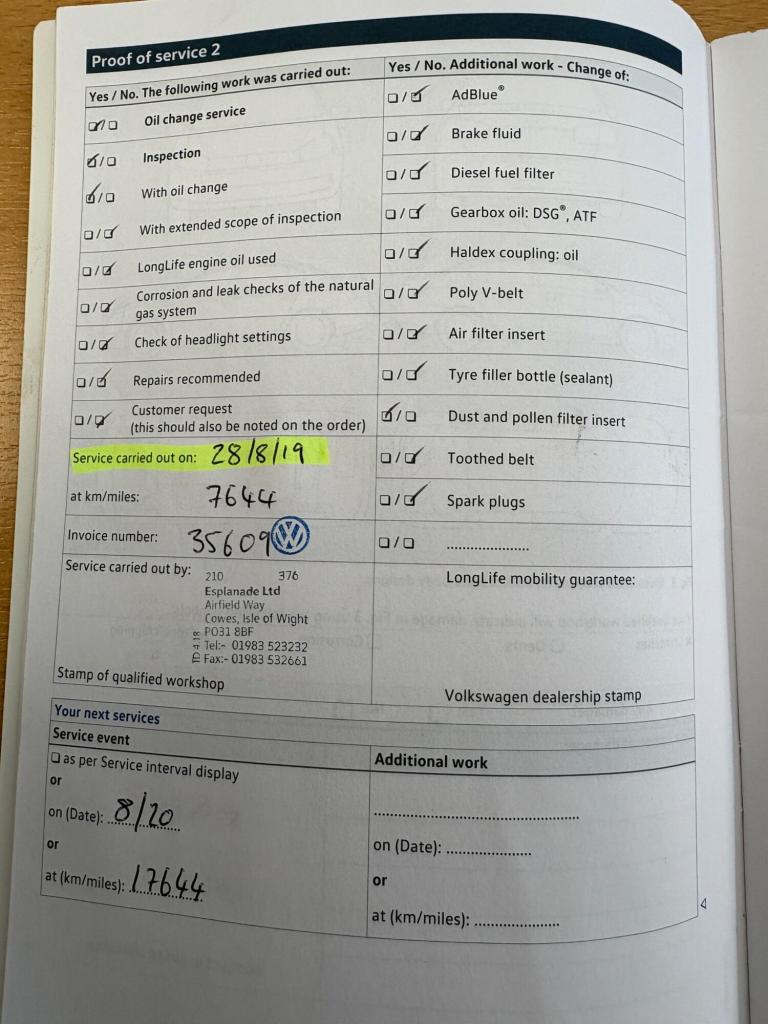 Proof of service 2
Yes / No. The following work was carried out:
Oil change service
Inspection
With oil change
With extended scope of inspection
LongLife engine oil used
Corrosion and leak checks of the natural
gas system
Check of headlight settings
Repairs recommended
Customer request
(this should also be noted on the order)
Service carried out on: 28/8/19
at km/miles: 7644
Invoice number: 35609
Service carried out by:
210 376
Esplanade Ltd
Airfield Way
Cowes, Isle of Wight
PO31 8BF
Tel:- 01983 523232
Fax:- 01983 532661
Stamp of qualified workshop
Yes / No. Additional work - Change of:
AdBlue®
Brake fluid
Diesel fuel filter
Gearbox oil: DSG®, ATF
Haldex coupling: oil
Poly V-belt
Air filter insert
Tyre filler bottle (sealant)
Dust and pollen filter insert
Toothed belt
Spark plugs
....................
LongLife mobility guarantee:
Volkswagen dealership stamp
Your next services
Service event
as per Service interval display
or
on (Date): 8/20
or
at (km/miles): 17644
Additional work
..................................................
on (Date): ....................
or
at (km/miles): ....................